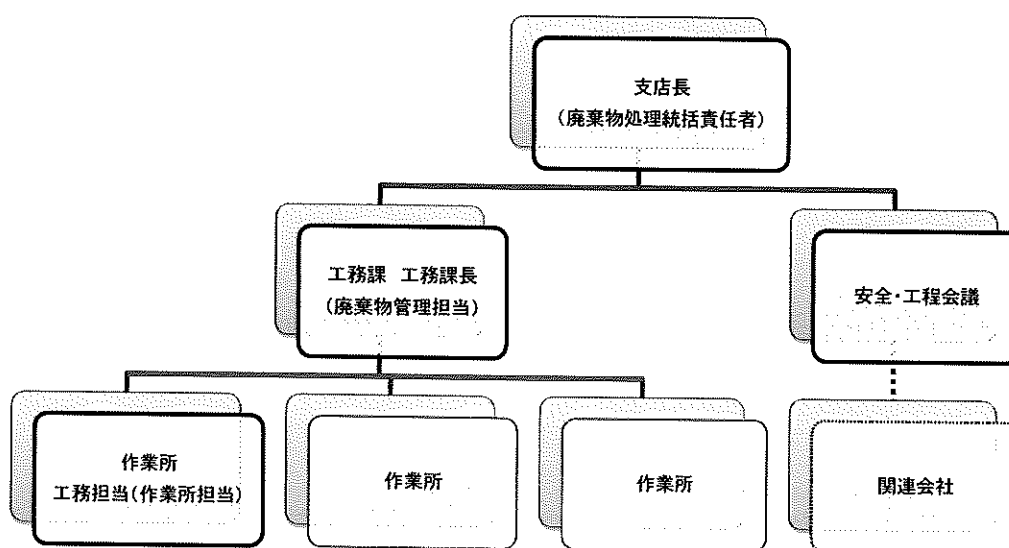 支店長
(廃棄物処理統括責任者)
工務課 工務課長
(廃棄物管理担当)
安全・工程会議
作業所
工務担当(作業所担当)
作業所
作業所
関連会社